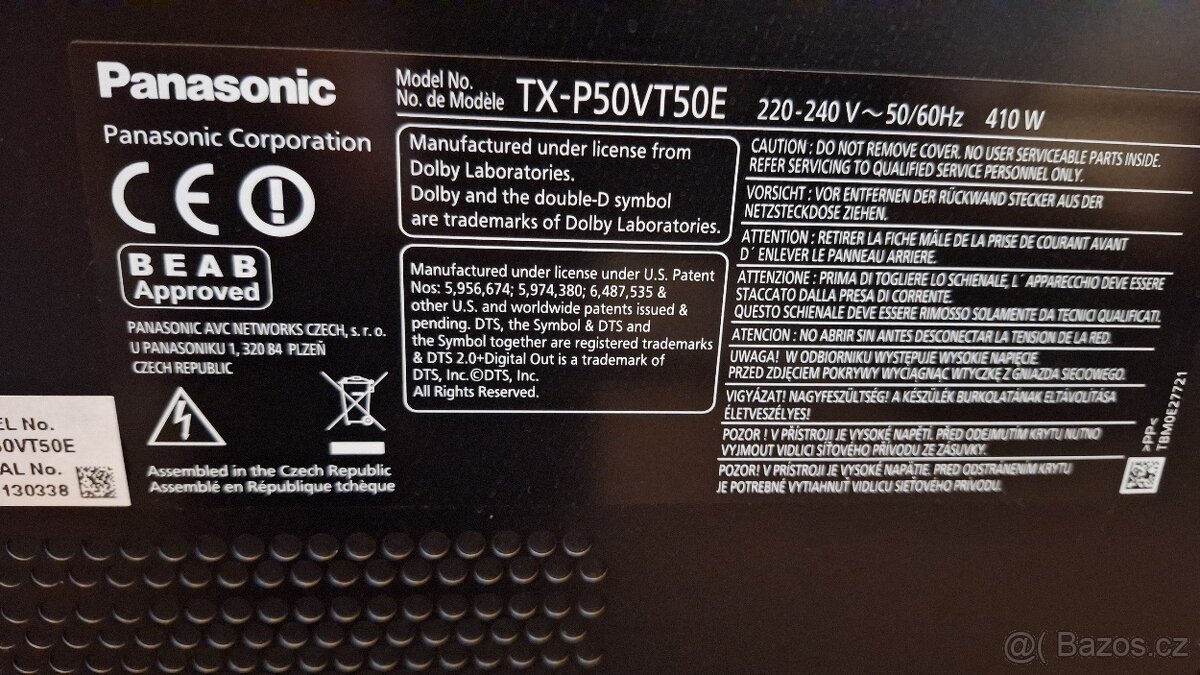 Panasonic
Model No.
No. de Modèle
TX-P50VT50E
220-240 V～50/60Hz
410 W
Panasonic Corporation
CE
BEAB
Approved
PANASONIC AVC NETWORKS CZECH, s. r. o.
U PANASONIKU 1, 320 84 PLZEŇ
CZECH REPUBLIC
Assembled in the Czech Republic
Assemblé en République tchèque
Manufactured under license from
Dolby Laboratories.
Dolby and the double-D symbol
are trademarks of Dolby Laboratories.
Manufactured under license under U.S. Patent
Nos: 5,956,674; 5,974,380; 6,487,535 &
other U.S. and worldwide patents issued &
pending. DTS, the Symbol & DTS and
the Symbol together are registered trademarks
& DTS 2.0+Digital Out is a trademark of
DTS, Inc.©DTS, Inc.
All Rights Reserved.
CAUTION : DO NOT REMOVE COVER. NO USER SERVICEABLE PARTS INSIDE.
REFER SERVICING TO QUALIFIED SERVICE PERSONNEL ONLY.
VORSICHT : VOR ENTFERNEN DER RÜCKWAND STECKER AUS DER
NETZSTECKDOSE ZIEHEN.
ATTENTION : RETIRER LA FICHE MÂLE DE LA PRISE DE COURANT AVANT
D´ ENLEVER LE PANNEAU ARRIERE.
ATTENZIONE : PRIMA DI TOGLIERE LO SCHIENALE, L´ APPARECCHIO DEVE ESSERE
STACCATO DALLA PRESA DI CORRENTE.
QUESTO SCHIENALE DEVE ESSERE RIMOSSO SOLAMENTE DA TECNICI QUALIFICATI.
ATENCION : NO ABRIR SIN ANTES DESCONECTAR LA TENSION DE LA RED.
UWAGA! W ODBIORNIKU WYSTĘPUJE WYSOKIE NAPIĘCIE.
PRZED ZDJĘCIEM POKRYWY WYCIĄGNĄĆ WTYCZKĘ Z GNIAZDA SIECIOWEGO.
VIGYÁZAT! NAGYFESZÜLTSÉG! A KÉSZÜLÉK BURKOLATÁNAK ELTÁVOLÍTÁSA
ÉLETVESZÉLYES!
POZOR ! V PŘÍSTROJI JE VYSOKÉ NAPĚTÍ. PŘED ODEJMUTÍM KRYTU NUTNO
VYJMOUT VIDLICI SÍŤOVÉHO PŘÍVODU ZE ZÁSUVKY.
POZOR! V PRÍSTROJI JE VYSOKÉ NAPÄTIE. PRED ODSTRANENÍM KRYTU
JE POTREBNÉ VYTIAHNUŤ VIDLICU SIEŤOVÉHO PRÍVODU.
>PP<
TBM0E27721
EL No.
50VT50E
AL No.
130338
@( Bazoš.cz